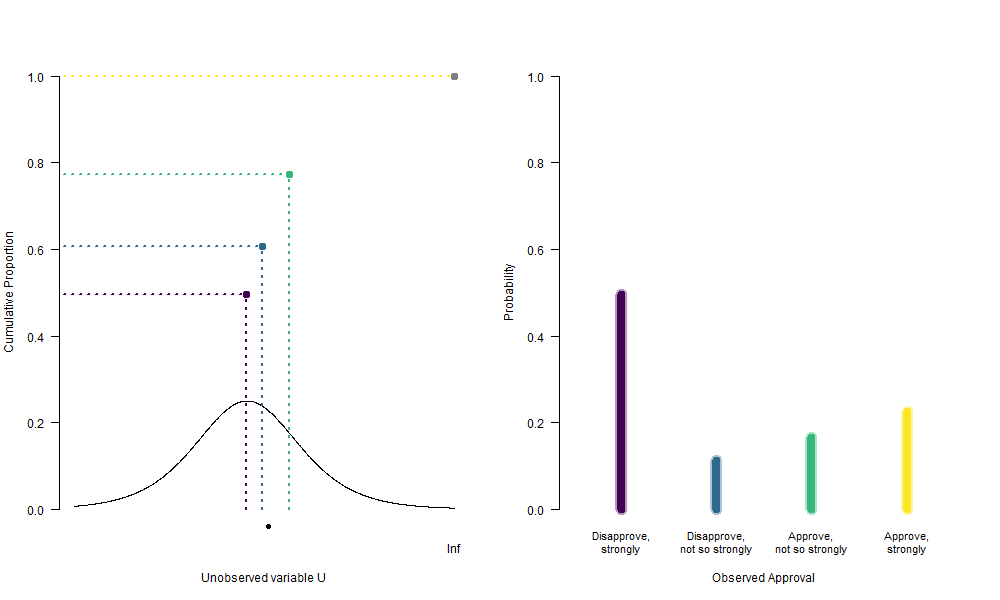 1.0
0.8
0.6
0.4
0.2
0.0
Cumulative Proportion
Inf
Unobserved variable U
1.0
0.8
0.6
0.4
0.2
0.0
Probability
Disapprove,
strongly
Disapprove,
not so strongly
Approve,
not so strongly
Approve,
strongly
Observed Approval